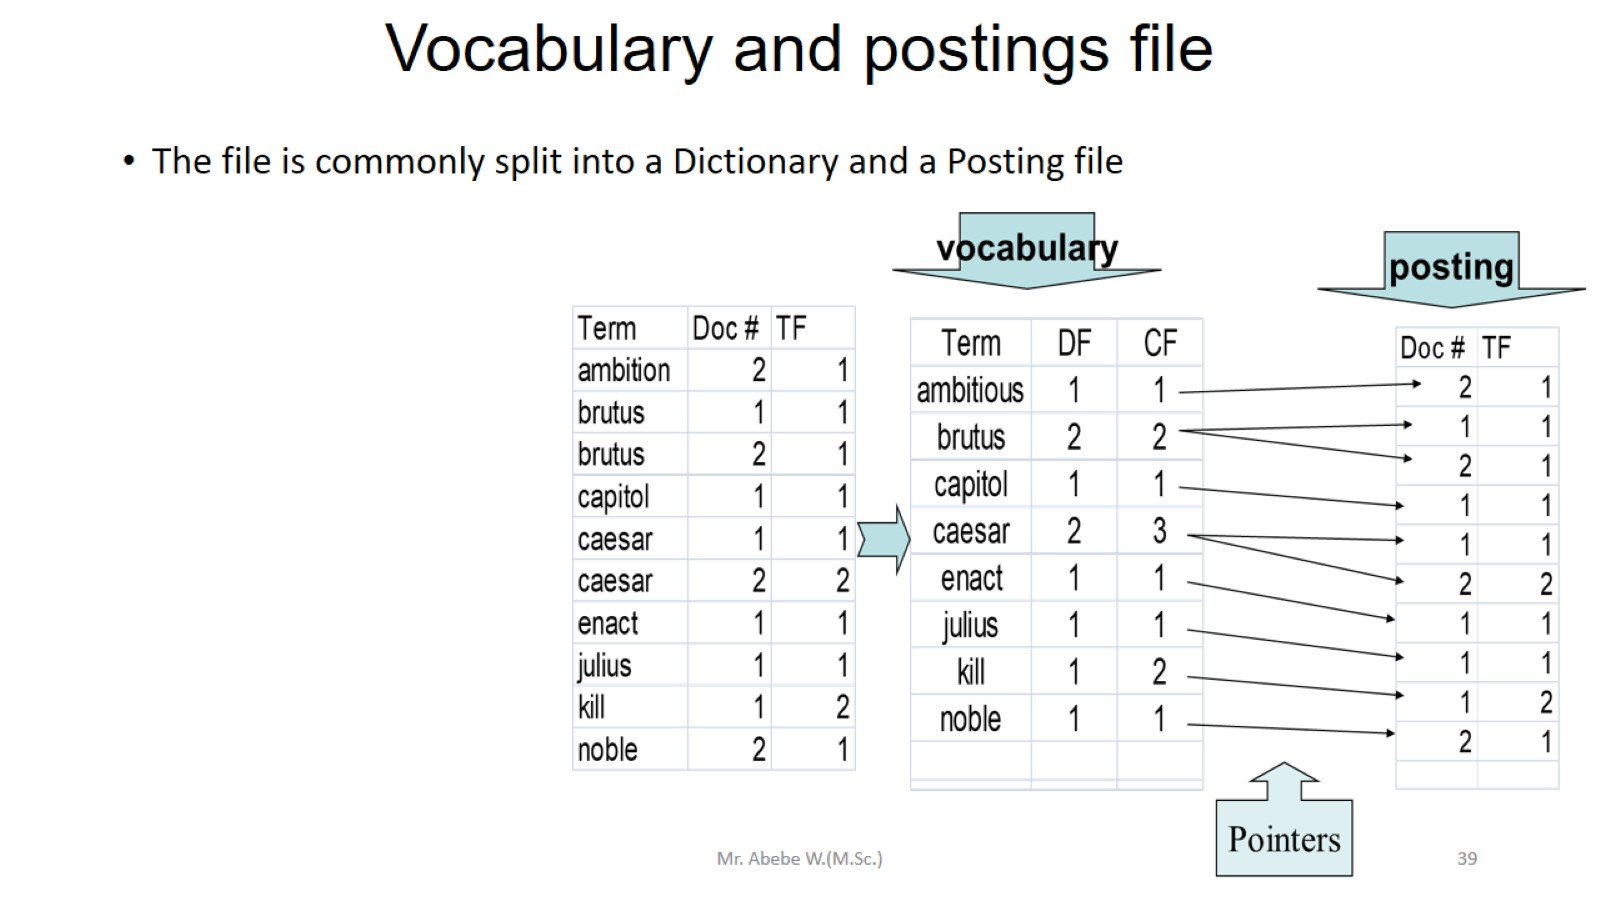 Vocabulary and postings file
• The file is commonly split into a Dictionary and a Posting file
vocabulary
posting
Term Doc # TF
ambition 2 1
brutus 1 1
brutus 2 1
capitol 1 1
caesar 1 1
caesar 2 2
enact 1 1
julius 1 1
kill 1 2
noble 2 1
Term DF CF
ambitious 1 1
brutus 2 2
capitol 1 1
caesar 2 3
enact 1 1
julius 1 1
kill 1 2
noble 1 1
Doc # TF
2 1
1 1
2 1
1 1
1 1
2 2
1 1
1 1
1 2
2 1
Pointers
Mr. Abebe W.(M.Sc.)
39